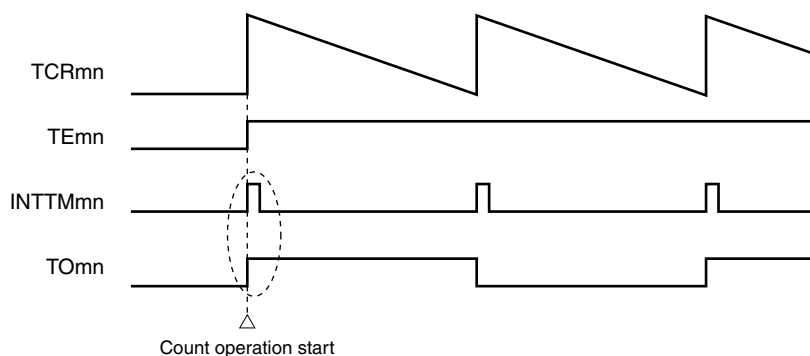 TCRmn
TEmn
INTTMmn
TOmn
Count operation start